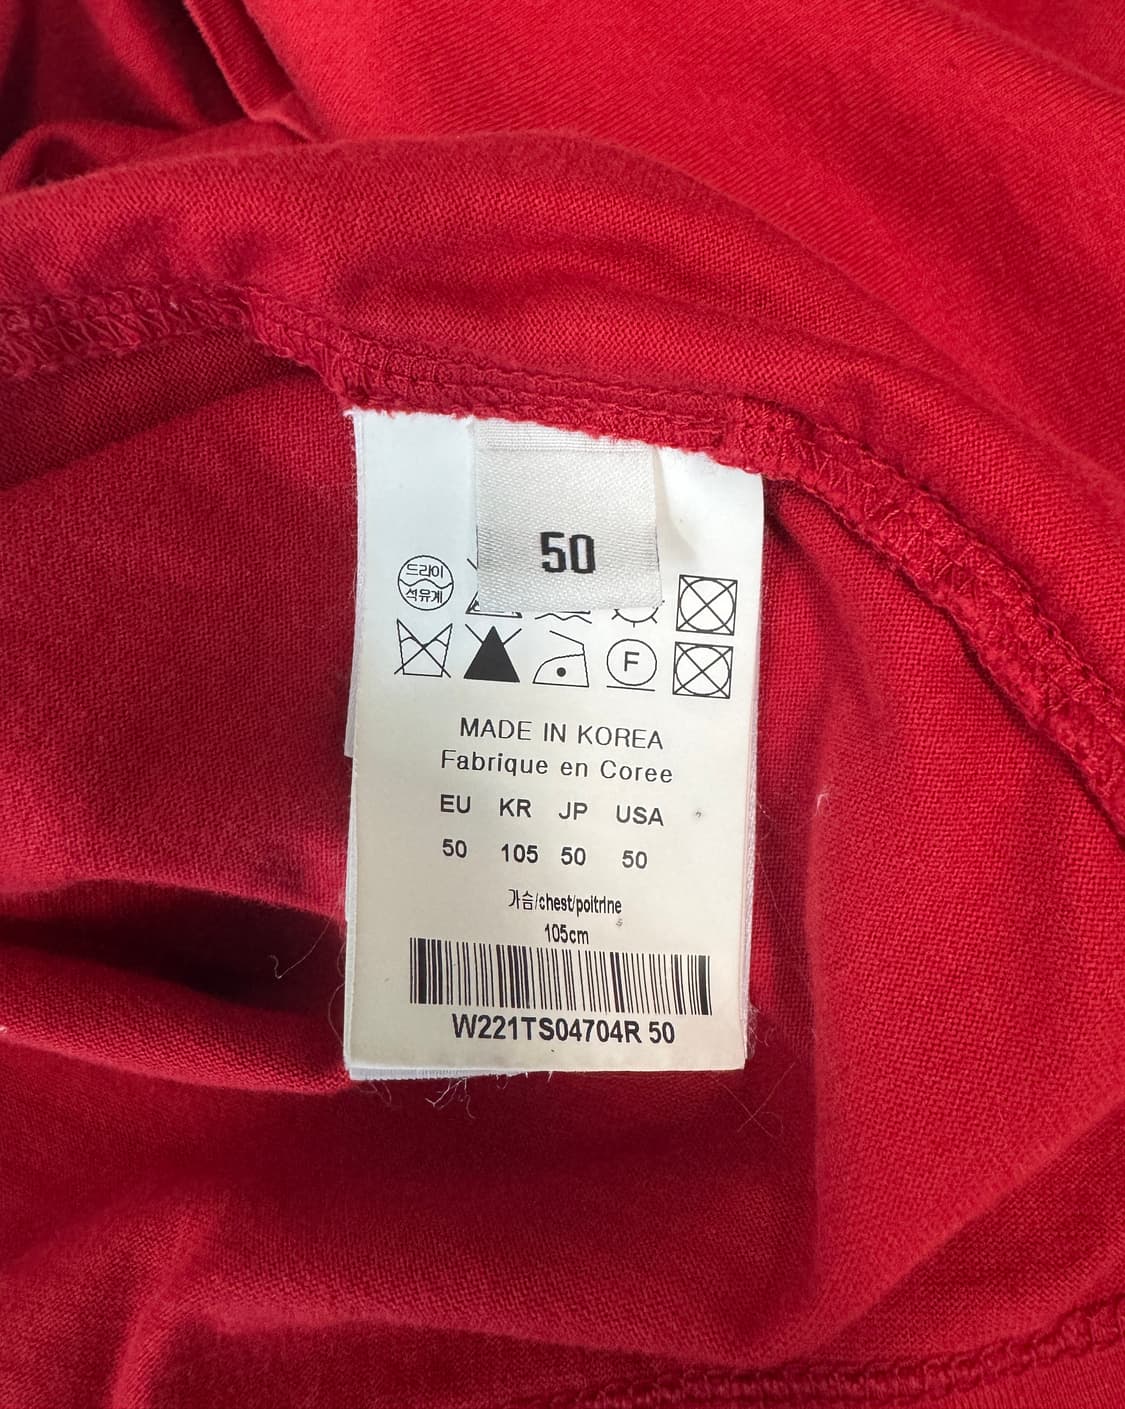 50
드라이
석유계
F
MADE IN KOREA
Fabrique en Coree
EU KR JP USA
50 105 50 50
가슴/chest/poitrine
105cm
W221TS04704R 50